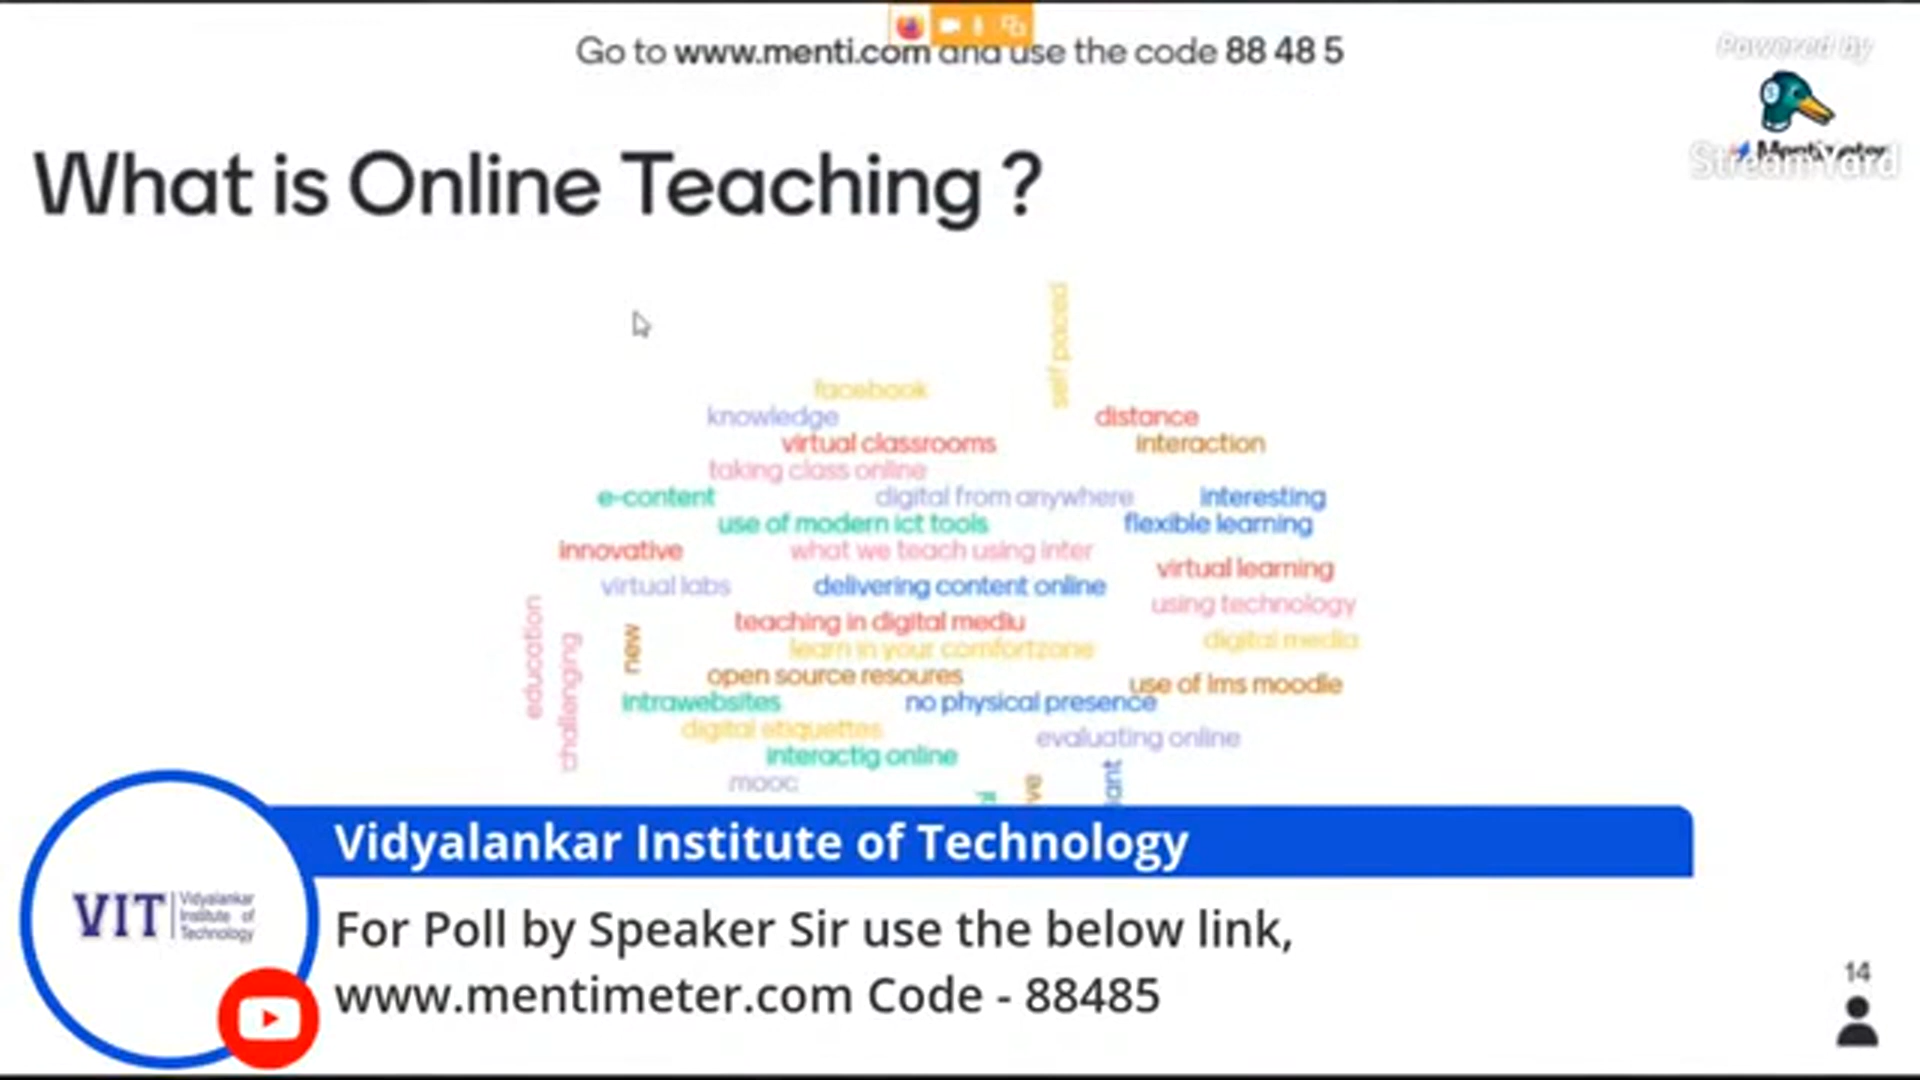 Go to www.menti.com and use the code 88 48 5
Powered by
Mentimeter
StreamYard
What is Online Teaching ?
self paced
facebook
knowledge
distance
virtual classrooms
interaction
taking class online
e-content
digital from anywhere
interesting
use of modern ict tools
flexible learning
innovative
what we teach using inter
virtual learning
virtual labs
delivering content online
using technology
education
challenging
new
teaching in digital mediu
digital media
learn in your comfortzone
open source resoures
use of lms moodle
intrawebsites
no physical presence
digital etiquettes
evaluating online
interactig online
mooc
ve
ant
Vidyalankar Institute of Technology
VIT
Vidyalankar
Institute of
Technology
For Poll by Speaker Sir use the below link,
www.mentimeter.com Code - 88485
14